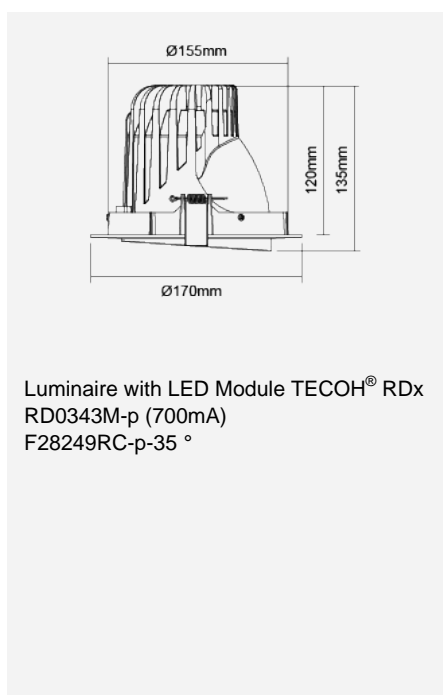 Ø155mm
120mm
135mm
Ø170mm
Luminaire with LED Module TECOH® RDx
RD0343M-p (700mA)
F28249RC-p-35 °